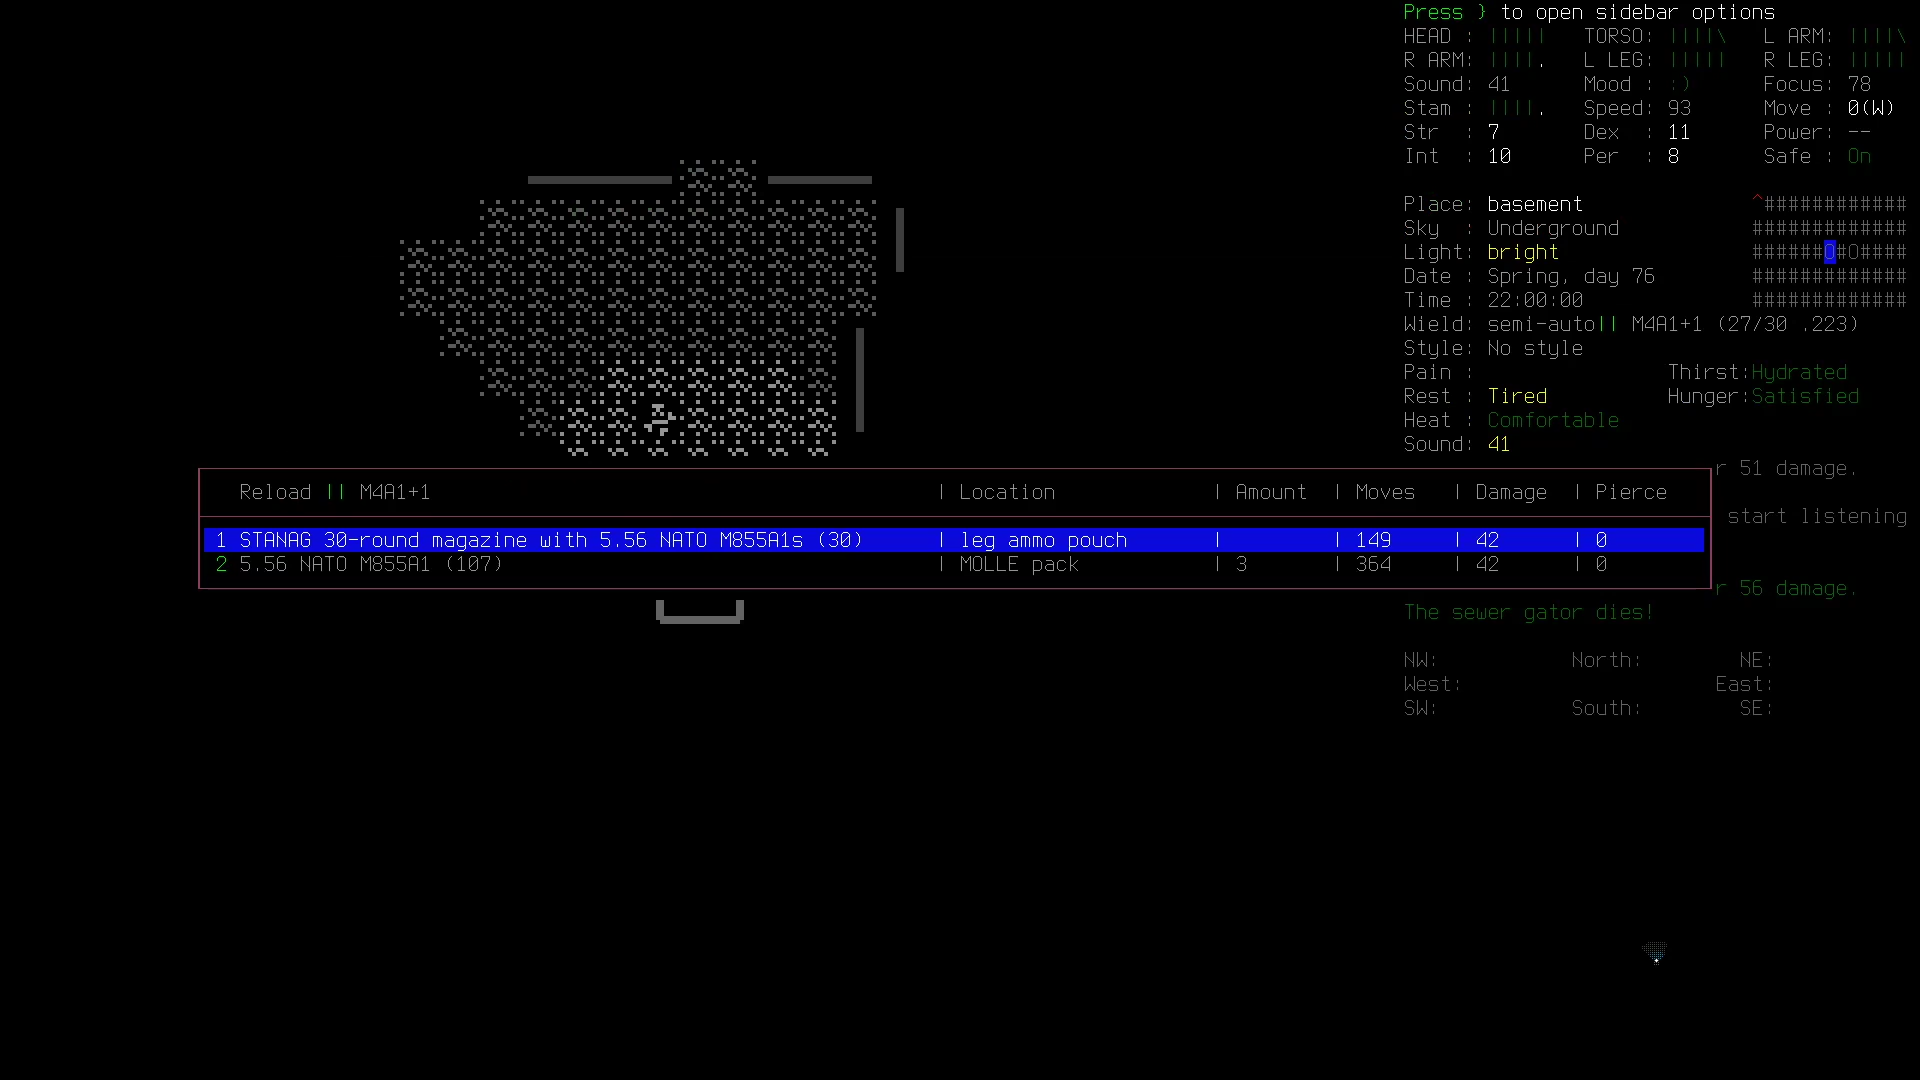 Press } to open sidebar options
HEAD : ||||| TORSO: ||||\ L ARM: ||||\
R ARM: ||||. L LEG: ||||| R LEG: |||||
Sound: 41 Mood : :) Focus: 78
Stam : ||||. Speed: 93 Move : 0(W)
Str : 7 Dex : 11 Power: --
Int : 10 Per : 8 Safe : On
Place: basement ^############
Sky : Underground #############
Light: bright ######O#O####
Date : Spring, day 76 #############
Time : 22:00:00 #############
Wield: semi-auto|| M4A1+1 (27/30 .223)
Style: No style
Pain : Thirst:Hydrated
Rest : Tired Hunger:Satisfied
Heat : Comfortable
Sound: 41
r 51 damage.
Reload || M4A1+1 | Location | Amount | Moves | Damage | Pierce
start listening
1 STANAG 30-round magazine with 5.56 NATO M855A1s (30) | leg ammo pouch | | 149 | 42 | 0
2 5.56 NATO M855A1 (107) | MOLLE pack | 3 | 364 | 42 | 0
r 56 damage.
The sewer gator dies!
NW: North: NE:
West: East:
SW: South: SE: